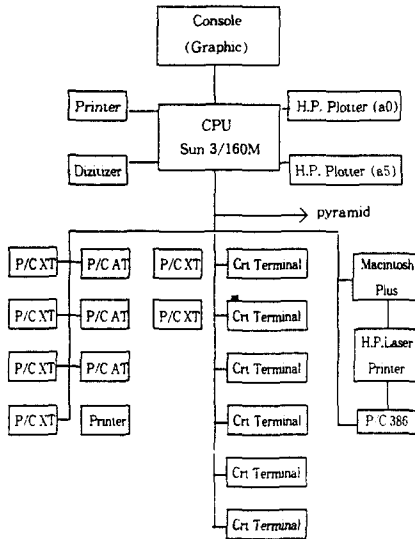 Console
(Graphic)
Printer
CPU
Sun 3/160M
H.P. Plotter (a0)
Dizitizer
H.P. Plotter (a5)
pyramid
P/C XT
P/C AT
P/C XT
Crt Terminal
Macintosh
Plus
P/C XT
P/C AT
P/C XT
Crt Terminal
H.P.Laser
Printer
P/C XT
P/C AT
Crt Terminal
P/C XT
Printer
Crt Terminal
P/C 386
Crt Terminal
Crt Terminal